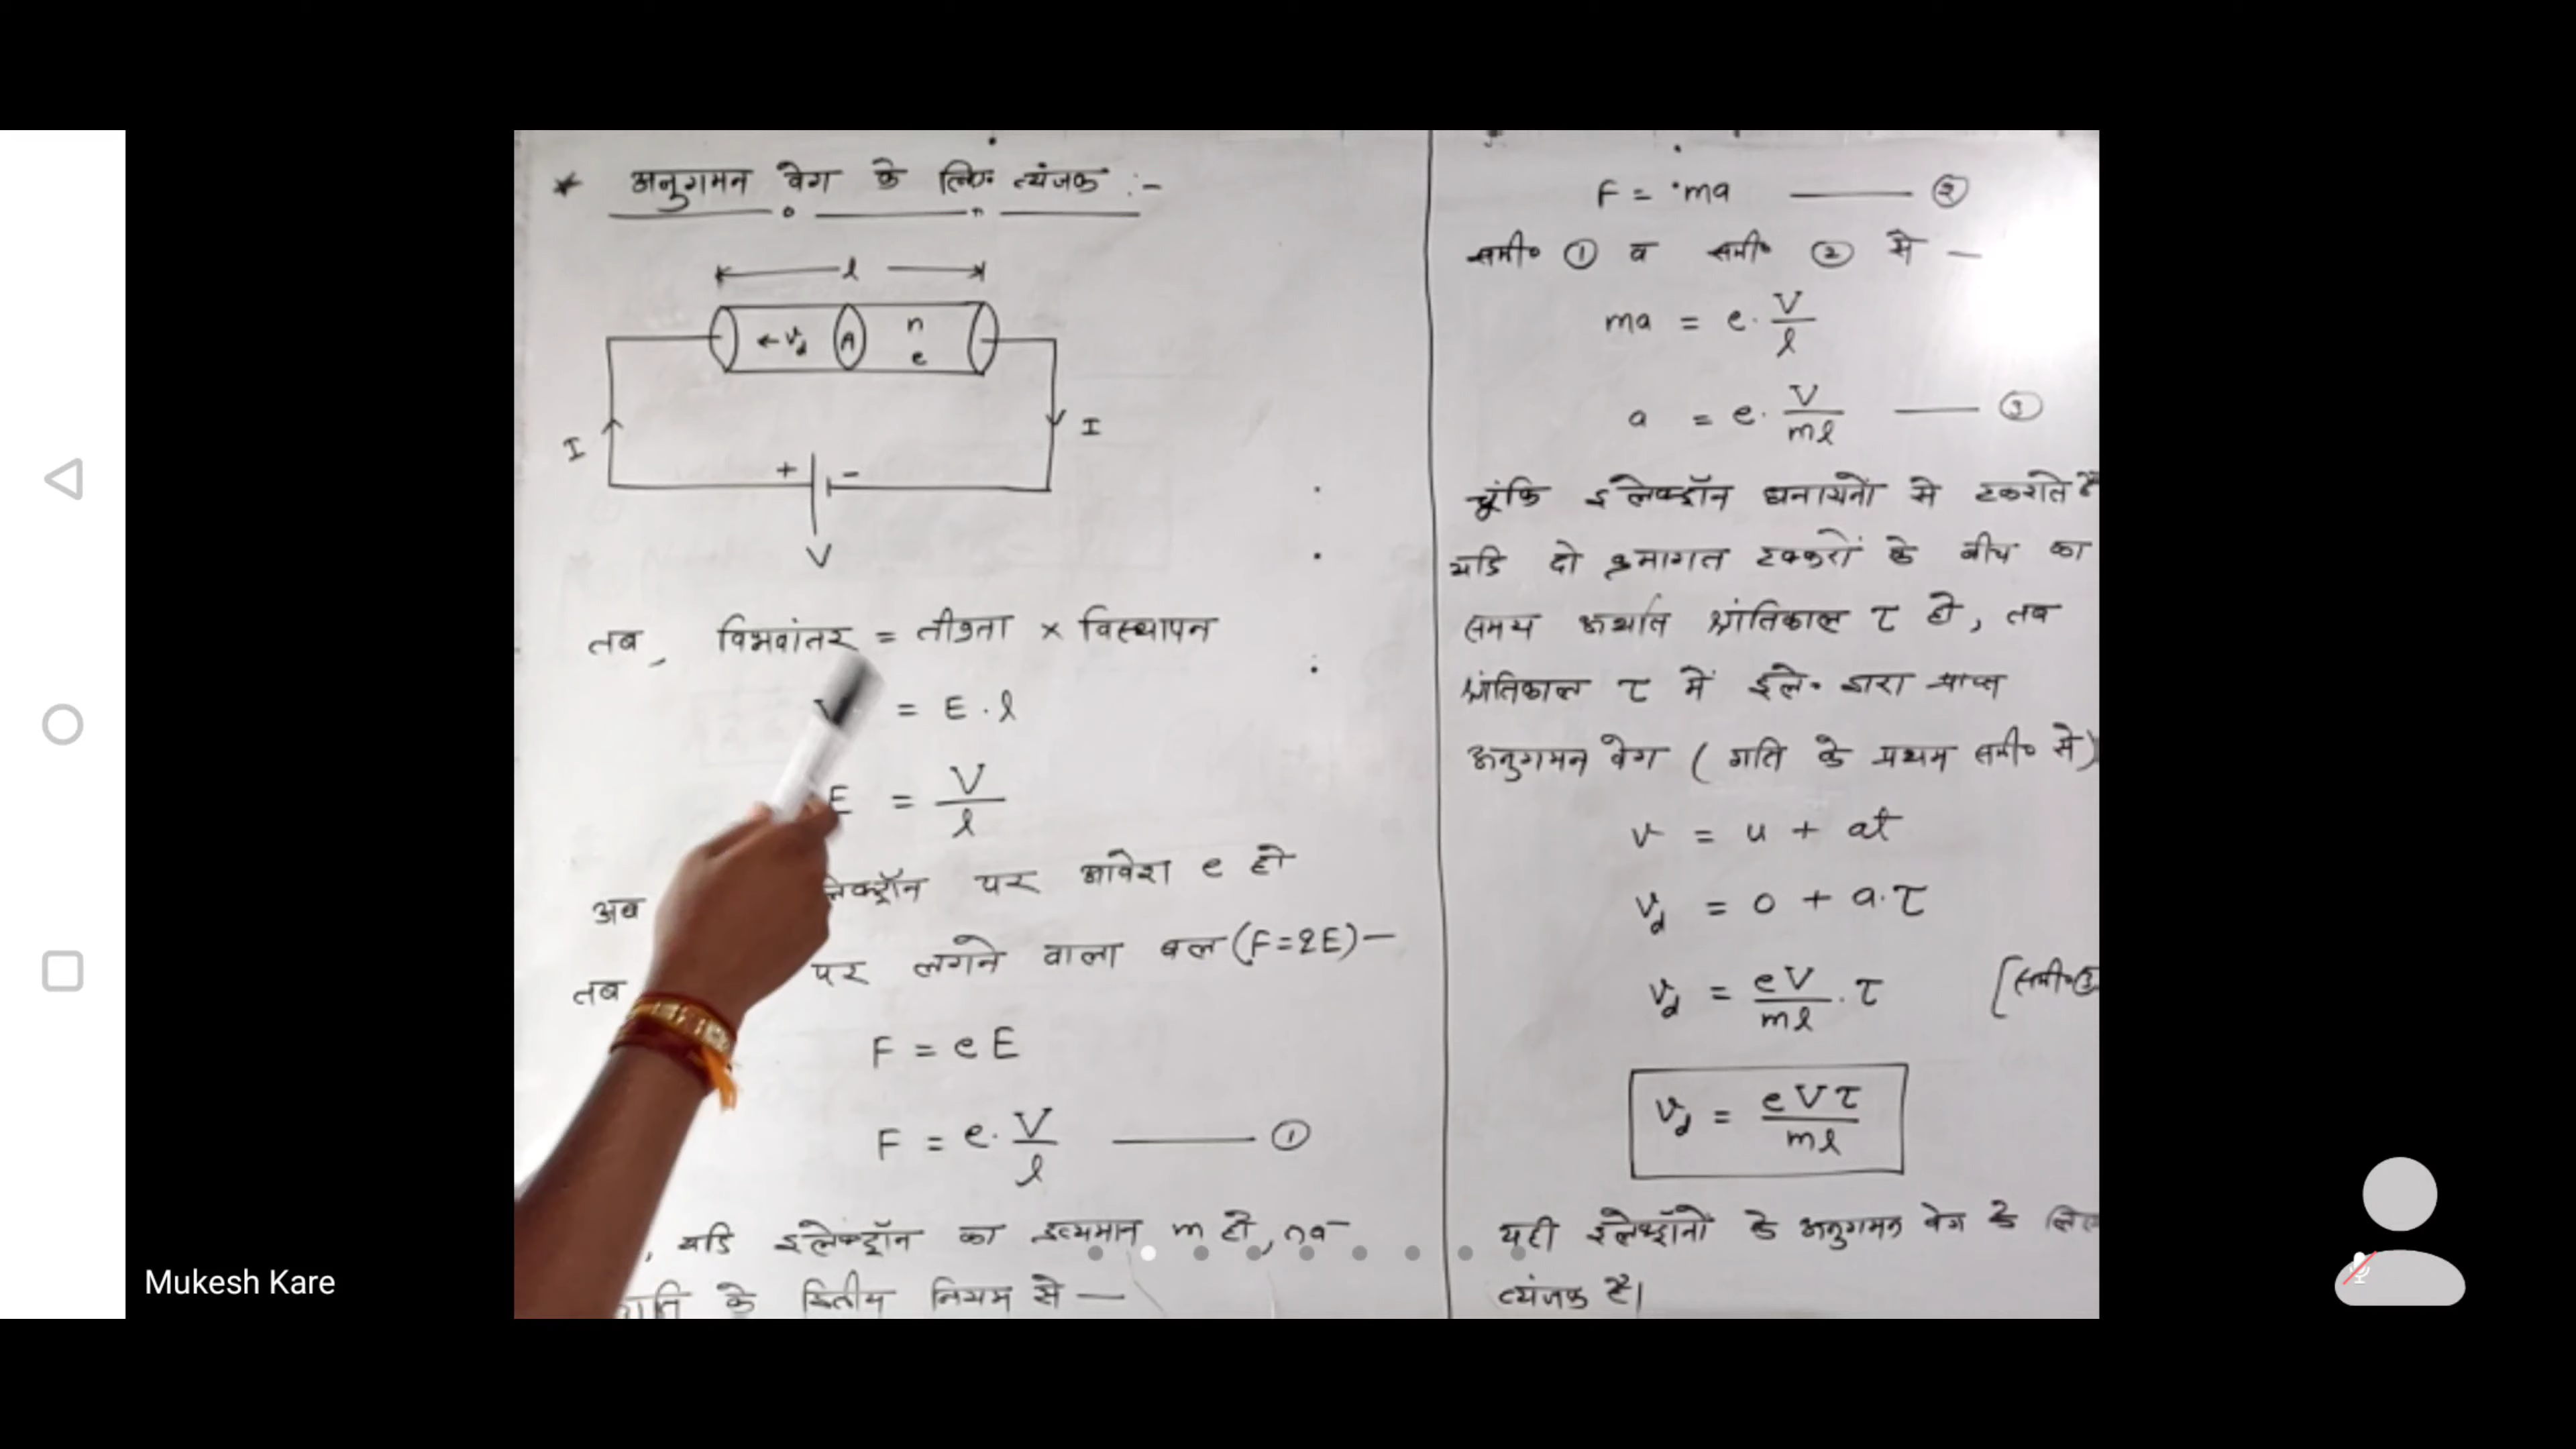 * अनुगमन वेग के लिए व्यंजक :-
l
← vd A n
e
I I
+ -
V
तब, विभवांतर = तीव्रता × विस्थापन
V = E . l
E = V/l
अब पर आवेश e हो
तब पर लगने वाला बल (F=qE) —
F = e E
F = e. V/l ——— ①
, यदि इलेक्ट्रॉन का द्रव्यमान m हो, तब
गति के द्वितीय नियम से —
F = ma ——— ②
समी० ① व समी० ② से —
ma = e. V/l
a = e. V/ml ——— ③
चूंकि इलेक्ट्रॉन धनायनों से टकराते है
यदि दो क्रमागत टक्करों के बीच का
समय अर्थात श्रांतिकाल τ हो, तब
श्रांतिकाल τ में इले. द्वारा प्राप्त
अनुगमन वेग ( गति के प्रथम समी० से)
v = u + at
vd = 0 + a.τ
vd = eV/ml . τ [समी०③
vd = eVτ/ml
यही इलेक्ट्रॉनों के अनुगमन वेग के लिए
व्यंजक है।
Mukesh Kare